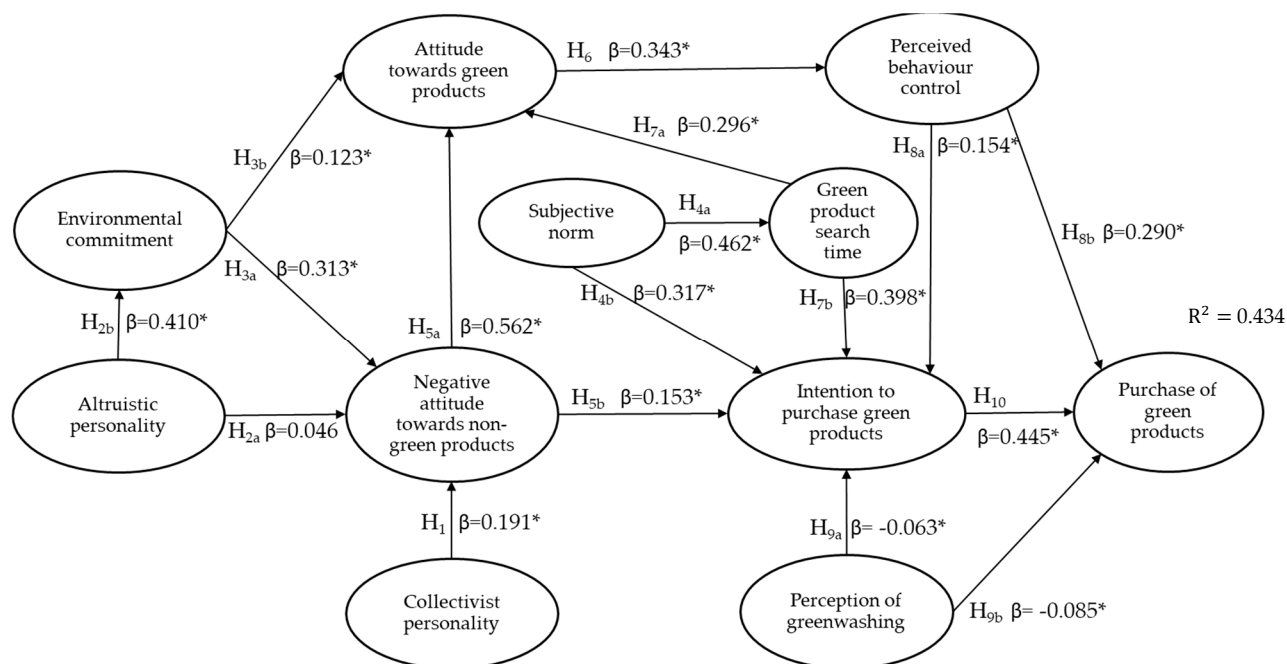 Attitude
towards green
products
H6 β=0.343*
Perceived
behaviour
control
H3b β=0.123*
H7a β=0.296*
H8a β=0.154*
Environmental
commitment
Subjective
norm
H4a
β=0.462*
Green
product
search
time
H8b β=0.290*
H3a β=0.313*
H4b β=0.317*
H7b β=0.398*
H2b β=0.410*
H5a β=0.562*
R² = 0.434
Altruistic
personality
H2a β=0.046
Negative
attitude
towards non-
green products
H5b β=0.153*
Intention to
purchase green
products
H10
β=0.445*
Purchase of
green
products
H1 β=0.191*
H9a β= -0.063*
Collectivist
personality
Perception of
greenwashing
H9b β= -0.085*